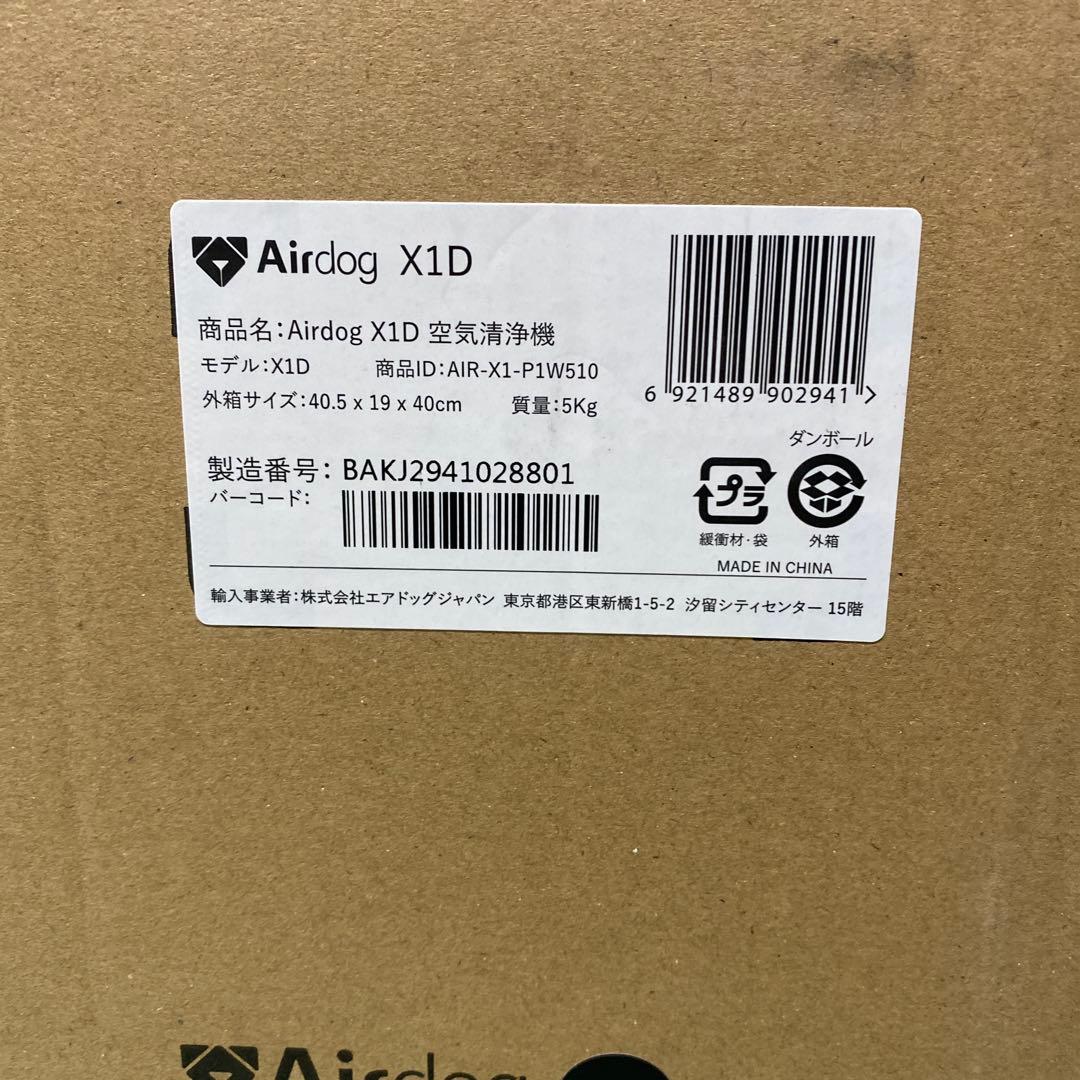 Airdog X1D
商品名:Airdog X1D 空気清浄機
モデル:X1D 商品ID:AIR-X1-P1W510
外箱サイズ:40.5 x 19 x 40cm 質量:5Kg
6 921489 902941 >
製造番号: BAKJ2941028801
バーコード:
ダンボール
プラ
緩衝材・袋 外箱
MADE IN CHINA
輸入事業者:株式会社エアドッグジャパン 東京都港区東新橋1-5-2 汐留シティセンター 15階
Airdog